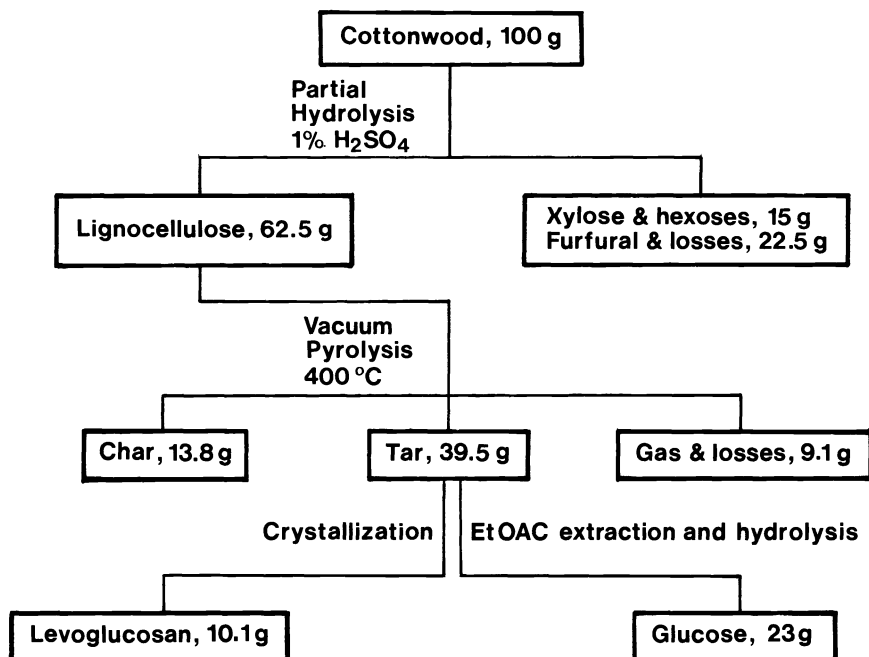 Cottonwood, 100 g
Partial
Hydrolysis
1%. H₂SO₄
Lignocellulose, 62.5 g
Xylose & hexoses, 15 g
Furfural & losses, 22.5 g
Vacuum
Pyrolysis
400 °C
Char, 13.8 g
Tar, 39.5 g
Gas & losses, 9.1 g
Crystallization
EtOAC extraction and hydrolysis
Levoglucosan, 10.1 g
Glucose, 23 g